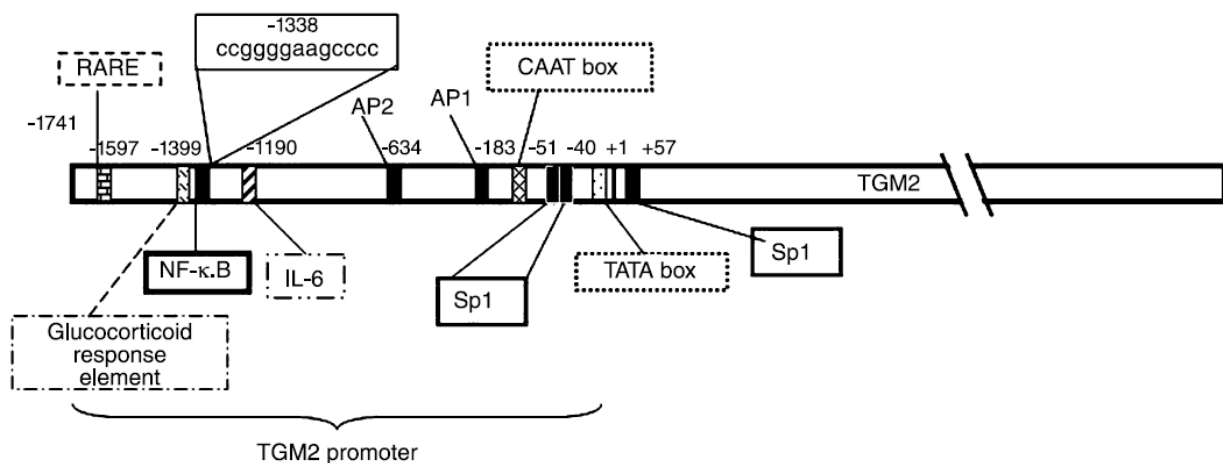 -1338
ccggggaagcccc
RARE
CAAT box
AP2
AP1
-1741
-1597 -1399 -1190 -634 -183 -51 -40 +1 +57
TGM2
NF-κ.B
IL-6
Sp1
TATA box
Sp1
Glucocorticoid
response
element
TGM2 promoter